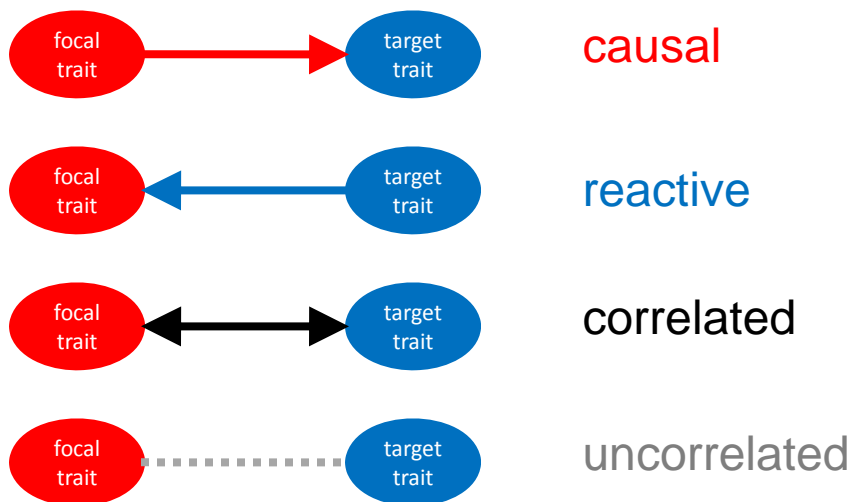 focal
trait
target
trait
causal
focal
trait
target
trait
reactive
focal
trait
target
trait
correlated
focal
trait
target
trait
uncorrelated